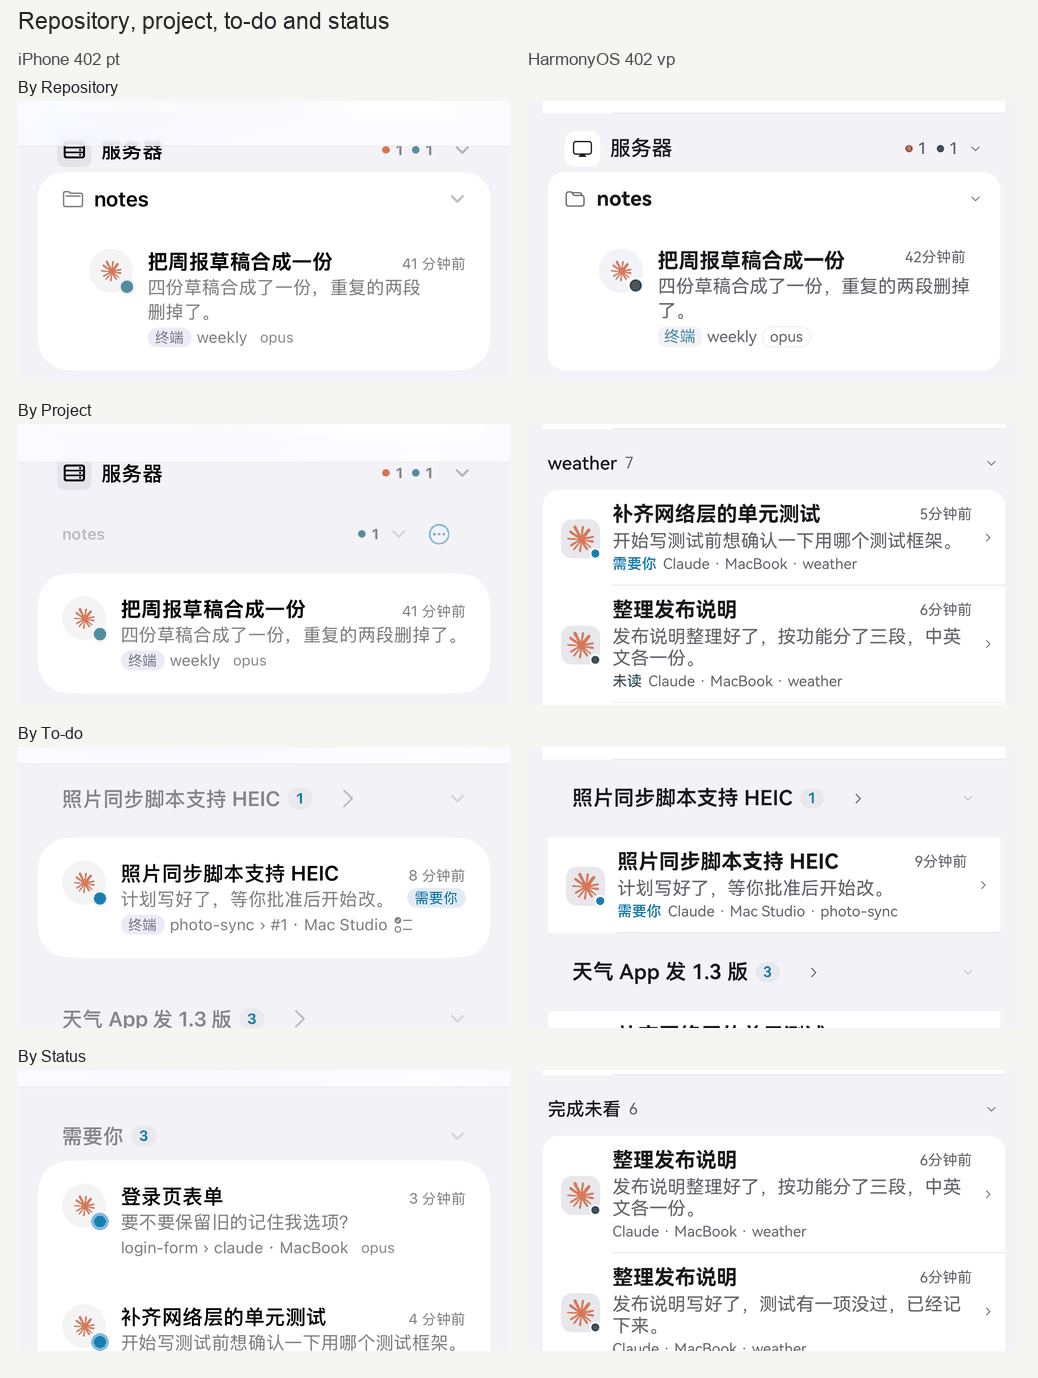 Repository, project, to-do and status
iPhone 402 pt
HarmonyOS 402 vp
By Repository
服务器
1 1
notes
把周报草稿合成一份
41 分钟前
四份草稿合成了一份，重复的两段
删掉了。
终端 weekly opus
服务器
1 1
notes
把周报草稿合成一份
42分钟前
四份草稿合成了一份，重复的两段删掉
了。
终端 weekly opus
By Project
服务器
1 1
notes
1
把周报草稿合成一份
41 分钟前
四份草稿合成了一份，重复的两段删掉了。
终端 weekly opus
weather 7
补齐网络层的单元测试
5分钟前
开始写测试前想确认一下用哪个测试框架。
需要你 Claude · MacBook · weather
整理发布说明
6分钟前
发布说明整理好了，按功能分了三段，中英
文各一份。
未读 Claude · MacBook · weather
By To-do
照片同步脚本支持 HEIC 1
照片同步脚本支持 HEIC
8 分钟前
计划写好了，等你批准后开始改。
需要你
终端 photo-sync › #1 · Mac Studio
天气 App 发 1.3 版 3
照片同步脚本支持 HEIC 1
照片同步脚本支持 HEIC
9分钟前
计划写好了，等你批准后开始改。
需要你 Claude · Mac Studio · photo-sync
天气 App 发 1.3 版 3
By Status
需要你 3
登录页表单
3 分钟前
要不要保留旧的记住我选项?
login-form › claude · MacBook opus
补齐网络层的单元测试
4 分钟前
开始写测试前想确认一下用哪个测试框架。
完成未看 6
整理发布说明
6分钟前
发布说明整理好了，按功能分了三段，中英
文各一份。
Claude · MacBook · weather
整理发布说明
6分钟前
发布说明写好了，测试有一项没过，已经记
下来。
Claude · MacBook · weather